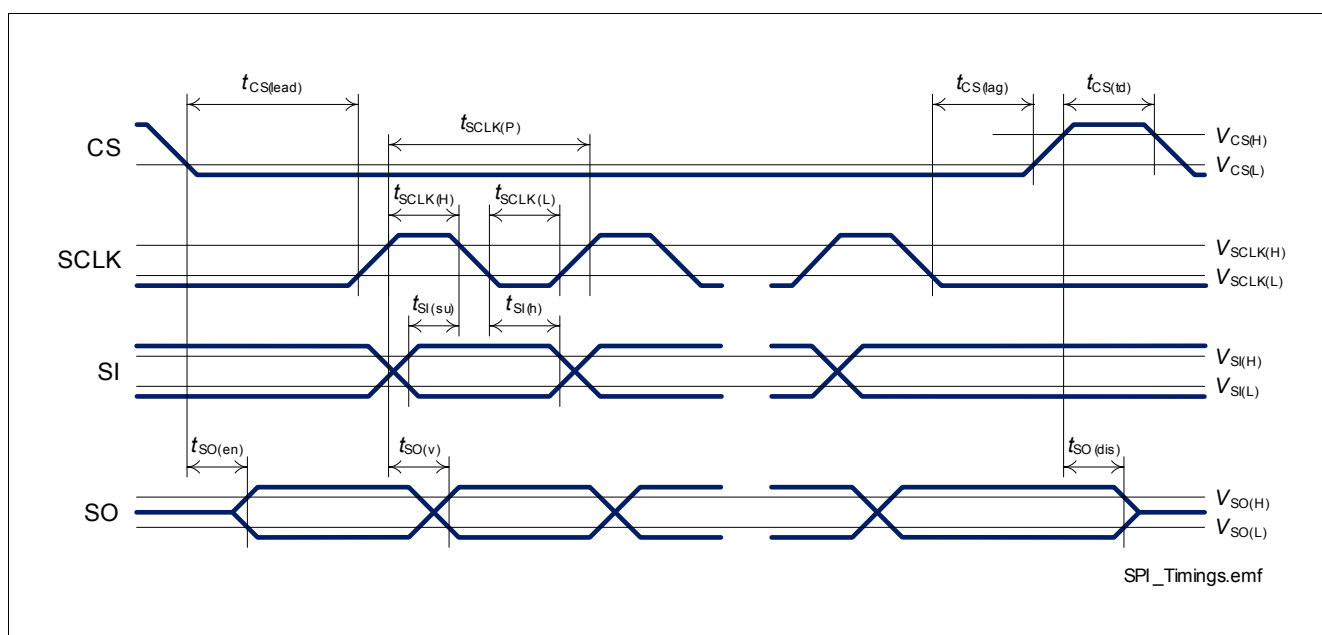 tCS(lead)
tCS(lag)
tCS(td)
tSCLK(P)
CS
VCS(H)
VCS(L)
tSCLK(H)
tSCLK(L)
SCLK
VSCLK(H)
VSCLK(L)
tSI(su)
tSI(h)
SI
VSI(H)
VSI(L)
tSO(en)
tSO(v)
tSO(dis)
SO
VSO(H)
VSO(L)
SPI_Timings.emf